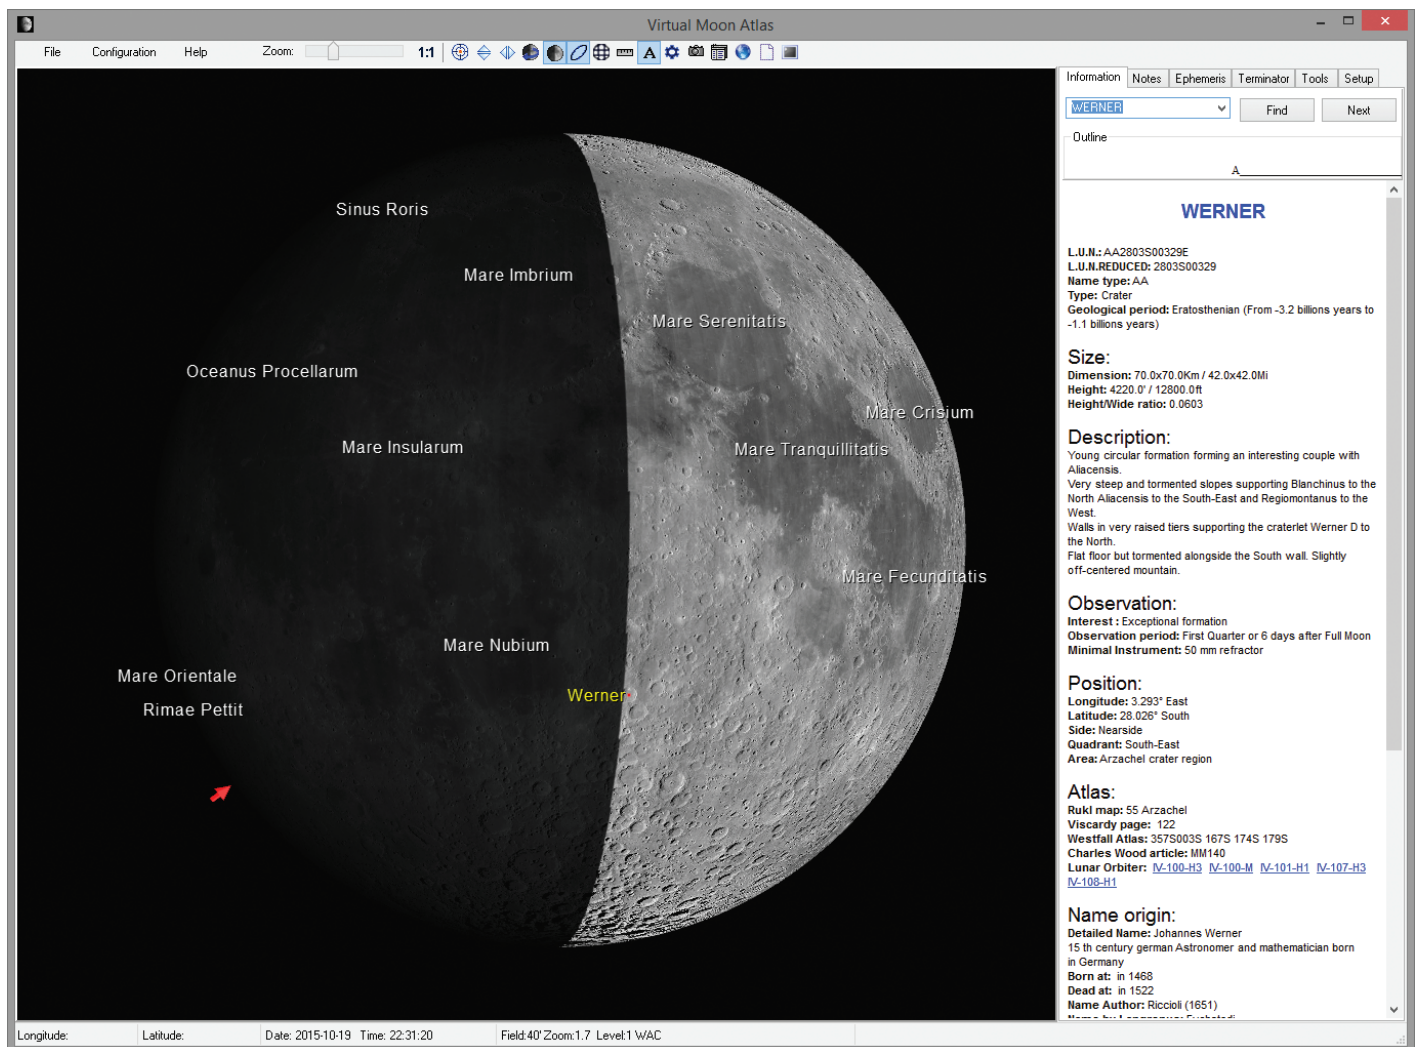 Virtual Moon Atlas
File Configuration Help Zoom: 1:1 A
Information Notes Ephemeris Terminator Tools Setup
WERNER Find Next
Outline
A
Sinus Roris
Mare Imbrium
Mare Serenitatis
Oceanus Procellarum
Mare Crisium
Mare Insularum
Mare Tranquillitatis
Mare Fecunditatis
Mare Nubium
Mare Orientale
Werner
Rimae Pettit
WERNER
L.U.N.: AA2803S00329E
L.U.N.REDUCED: 2803S00329
Name type: AA
Type: Crater
Geological period: Eratosthenian (From -3.2 billions years to
-1.1 billions years)
Size:
Dimension: 70.0x70.0Km / 42.0x42.0Mi
Height: 4220.0' / 12800.0ft
Height/Wide ratio: 0.0603
Description:
Young circular formation forming an interesting couple with
Aliacensis.
Very steep and tormented slopes supporting Blanchinus to the
North Aliacensis to the South-East and Regiomontanus to the
West.
Walls in very raised tiers supporting the craterlet Werner D to
the North.
Flat floor but tormented alongside the South wall. Slightly
off-centered mountain.
Observation:
Interest : Exceptional formation
Observation period: First Quarter or 6 days after Full Moon
Minimal Instrument: 50 mm refractor
Position:
Longitude: 3.293° East
Latitude: 28.026° South
Side: Nearside
Quadrant: South-East
Area: Arzachel crater region
Atlas:
Rukl map: 55 Arzachel
Viscardy page: 122
Westfall Atlas: 357S003S 167S 174S 179S
Charles Wood article: MM140
Lunar Orbiter: IV-100-H3 IV-100-M IV-101-H1 IV-107-H3
IV-108-H1
Name origin:
Detailed Name: Johannes Werner
15 th century german Astronomer and mathematician born
in Germany
Born at: in 1468
Dead at: in 1522
Name Author: Riccioli (1651)
Longitude: Latitude: Date: 2015-10-19 Time: 22:31:20 Field:40' Zoom:1.7 Level:1 WAC